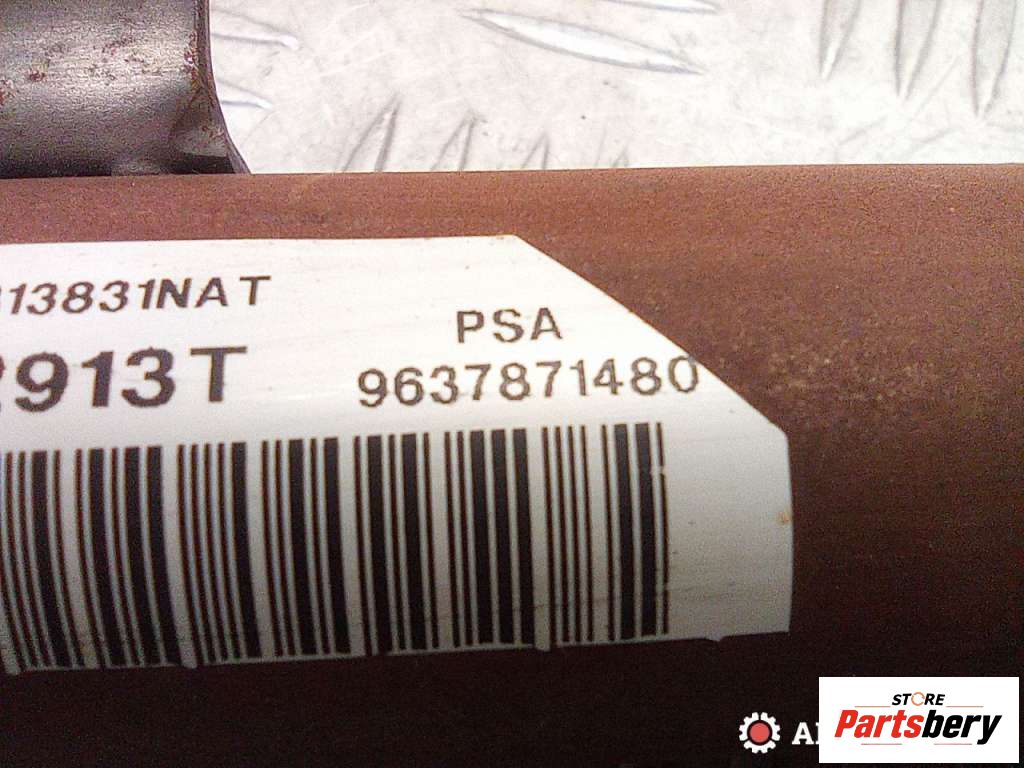 13831NAT
PSA
913T
9637871480
STORE
Partsbery